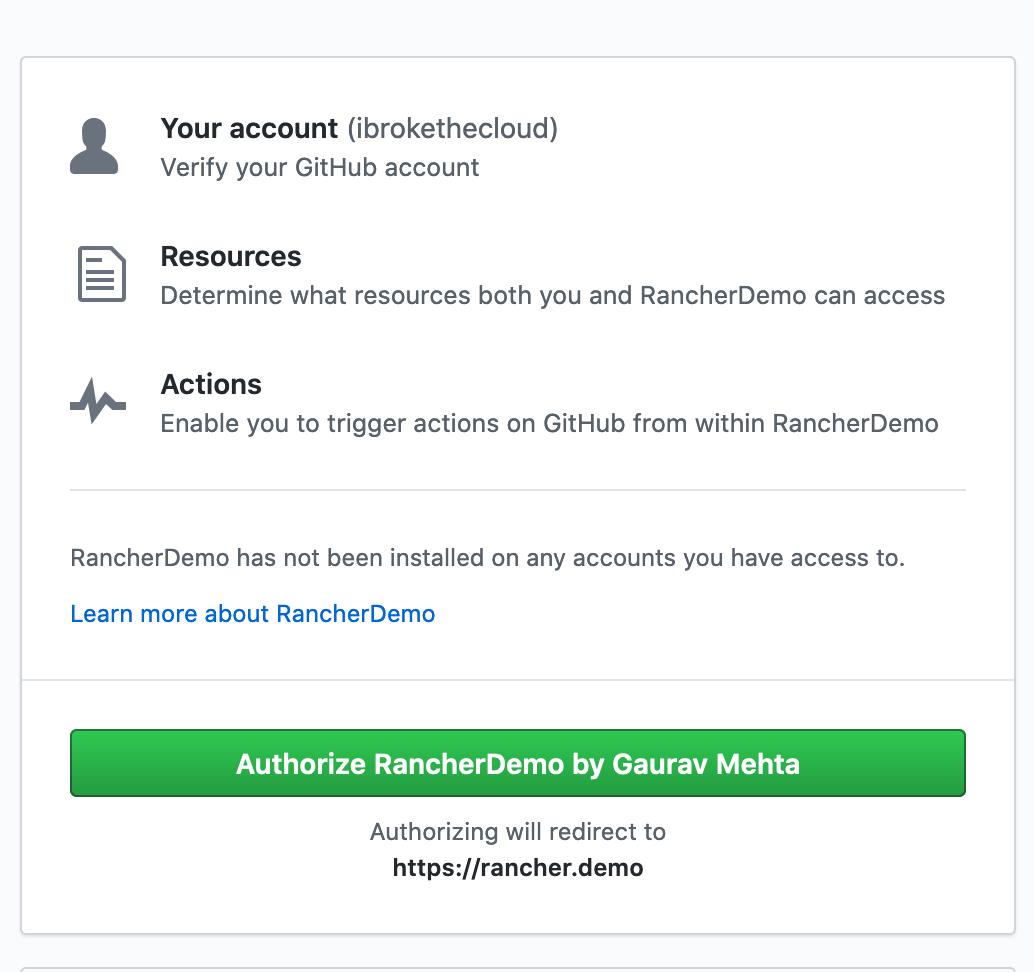 Your account (ibrokethecloud)
Verify your GitHub account
Resources
Determine what resources both you and RancherDemo can access
Actions
Enable you to trigger actions on GitHub from within RancherDemo
RancherDemo has not been installed on any accounts you have access to.
Learn more about RancherDemo
Authorize RancherDemo by Gaurav Mehta
Authorizing will redirect to
https://rancher.demo